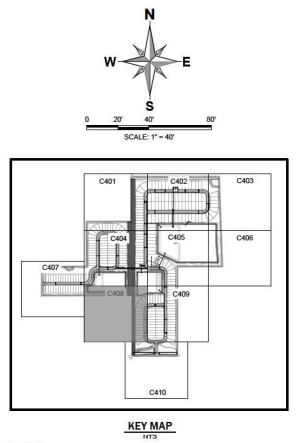 N
W E
S
0 20' 40' 80'
SCALE: 1" = 40'
C401 C402 C403
C404 C405 C406
C407 C408 C409
C410
KEY MAP
NTS